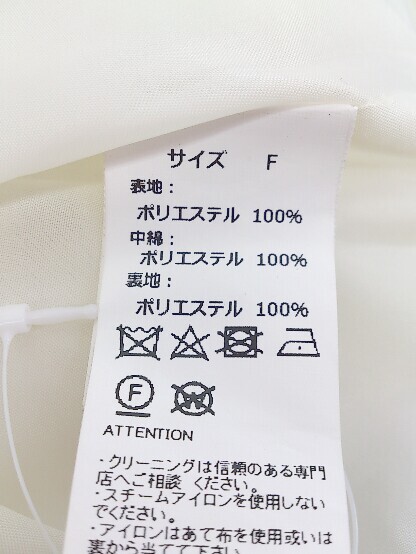 サイズ F
表地：
ポリエステル 100%
中綿：
ポリエステル 100%
裏地：
ポリエステル 100%
F
W
ATTENTION
・クリーニングは信頼のある専門
店へご相談 ください。
・スチームアイロンを使用しない
でください。
・アイロンはあて布を使用或いは
裏から当てて下さい